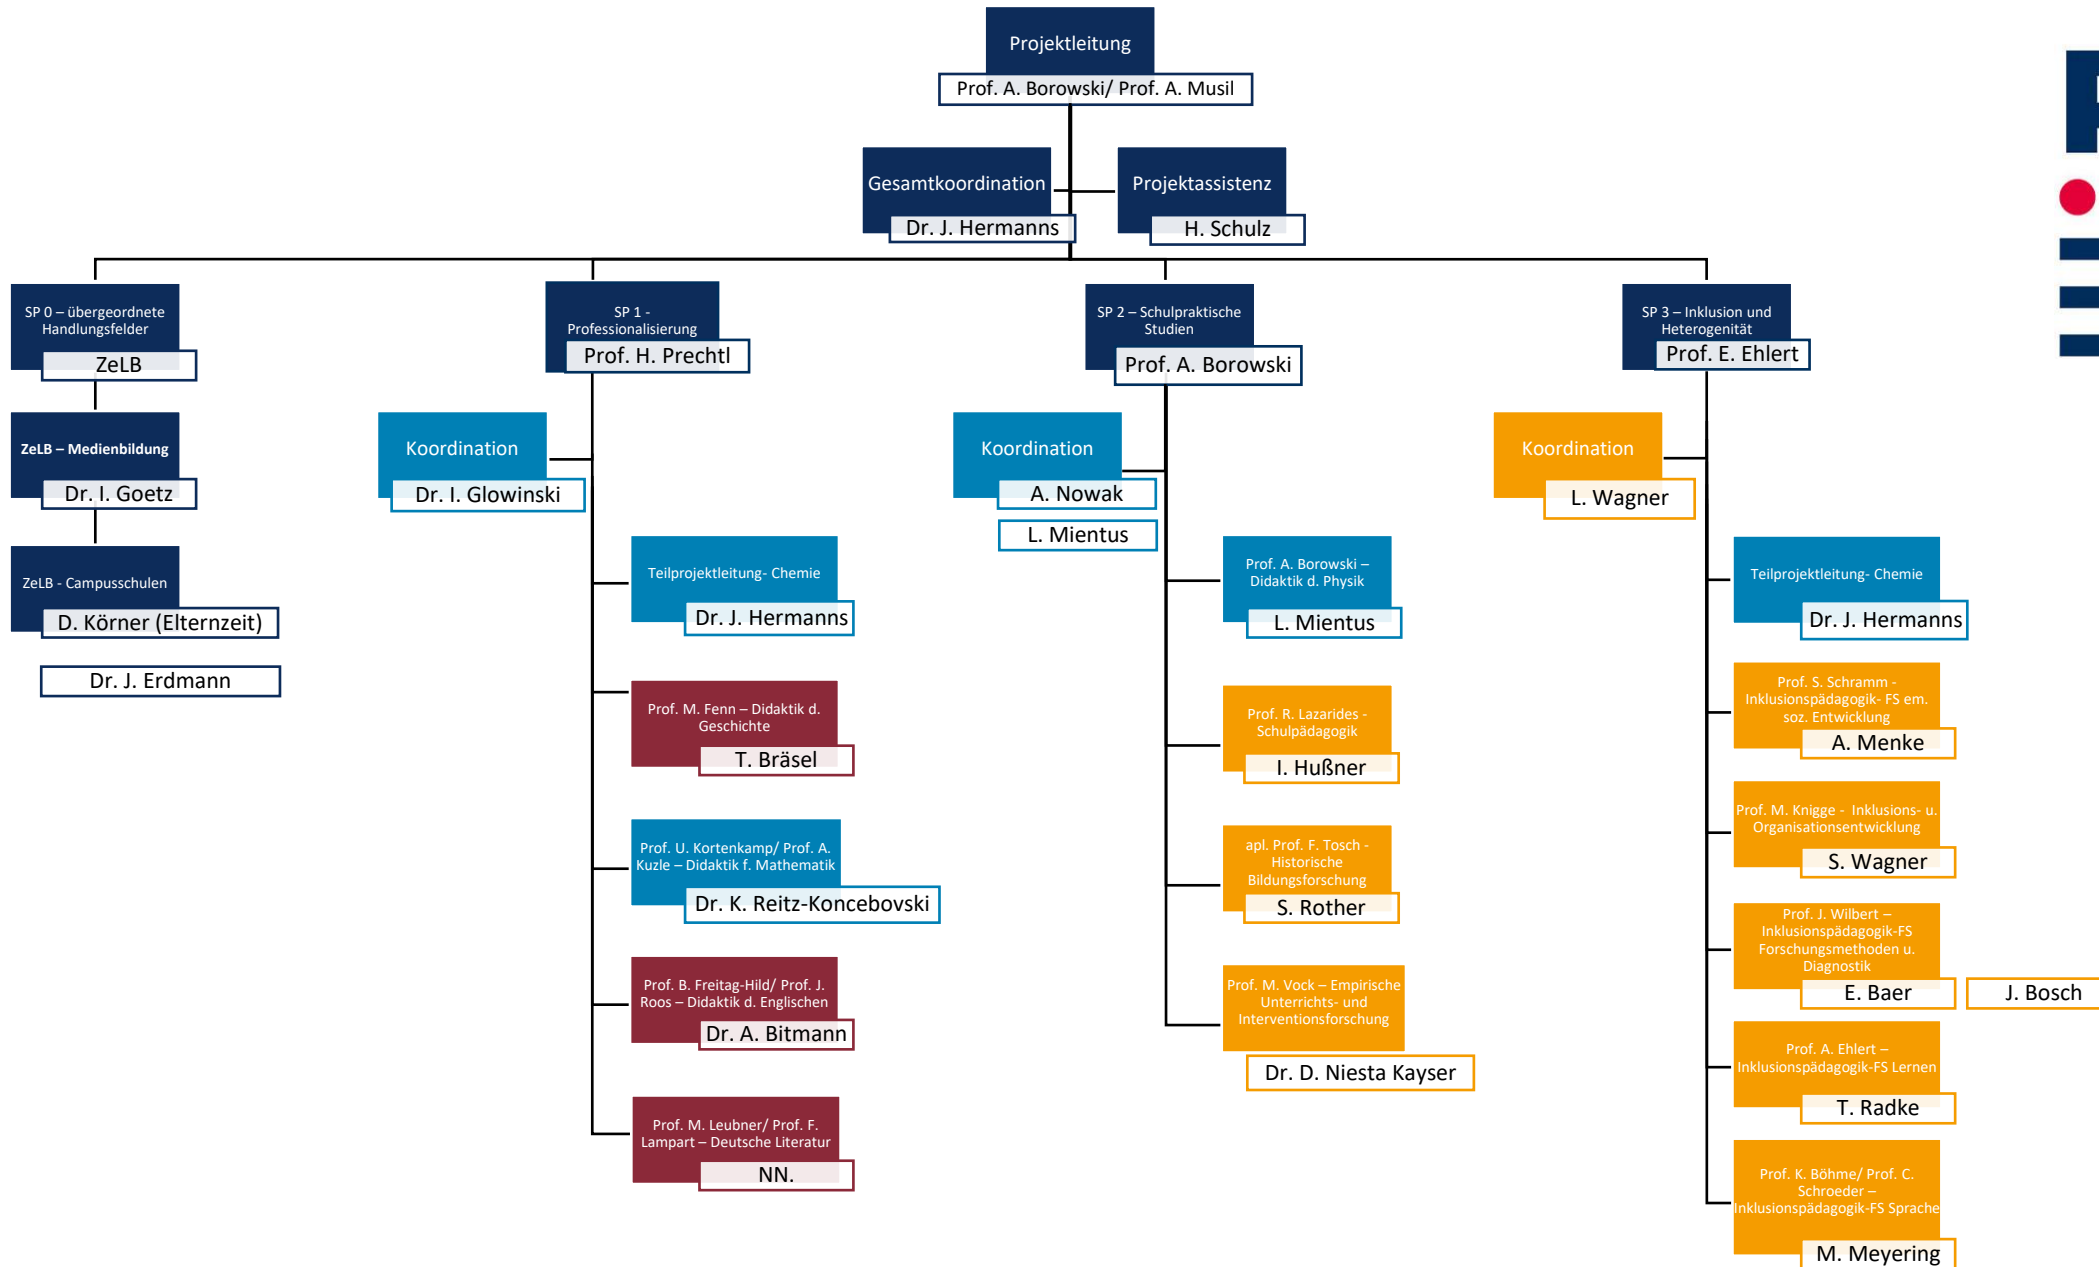 Projektleitung
Prof. A. Borowski/ Prof. A. Musil
Gesamtkoordination
Dr. J. Hermanns
Projektassistenz
H. Schulz
SP 0 – übergeordnete
Handlungsfelder
ZeLB
ZeLB – Medienbildung
Dr. I. Goetz
ZeLB - Campusschulen
D. Körner (Elternzeit)
Dr. J. Erdmann
SP 1 -
Professionalisierung
Prof. H. Prechtl
Koordination
Dr. I. Glowinski
Teilprojektleitung- Chemie
Dr. J. Hermanns
Prof. M. Fenn – Didaktik d.
Geschichte
T. Bräsel
Prof. U. Kortenkamp/ Prof. A.
Kuzle – Didaktik f. Mathematik
Dr. K. Reitz-Koncebovski
Prof. B. Freitag-Hild/ Prof. J.
Roos – Didaktik d. Englischen
Dr. A. Bitmann
Prof. M. Leubner/ Prof. F.
Lampart – Deutsche Literatur
NN.
SP 2 – Schulpraktische
Studien
Prof. A. Borowski
Koordination
A. Nowak
L. Mientus
Prof. A. Borowski –
Didaktik d. Physik
L. Mientus
Prof. R. Lazarides -
Schulpädagogik
I. Hußner
apl. Prof. F. Tosch -
Historische
Bildungsforschung
S. Rother
Prof. M. Vock – Empirische
Unterrichts- und
Interventionsforschung
Dr. D. Niesta Kayser
SP 3 – Inklusion und
Heterogenität
Prof. E. Ehlert
Koordination
L. Wagner
Teilprojektleitung- Chemie
Dr. J. Hermanns
Prof. S. Schramm -
Inklusionspädagogik- FS em.
soz. Entwicklung
A. Menke
Prof. M. Knigge - Inklusions- u.
Organisationsentwicklung
S. Wagner
Prof. J. Wilbert –
Inklusionspädagogik-FS
Forschungsmethoden u.
Diagnostik
E. Baer
J. Bosch
Prof. A. Ehlert –
Inklusionspädagogik-FS Lernen
T. Radke
Prof. K. Böhme/ Prof. C.
Schroeder –
Inklusionspädagogik-FS Sprache
M. Meyering